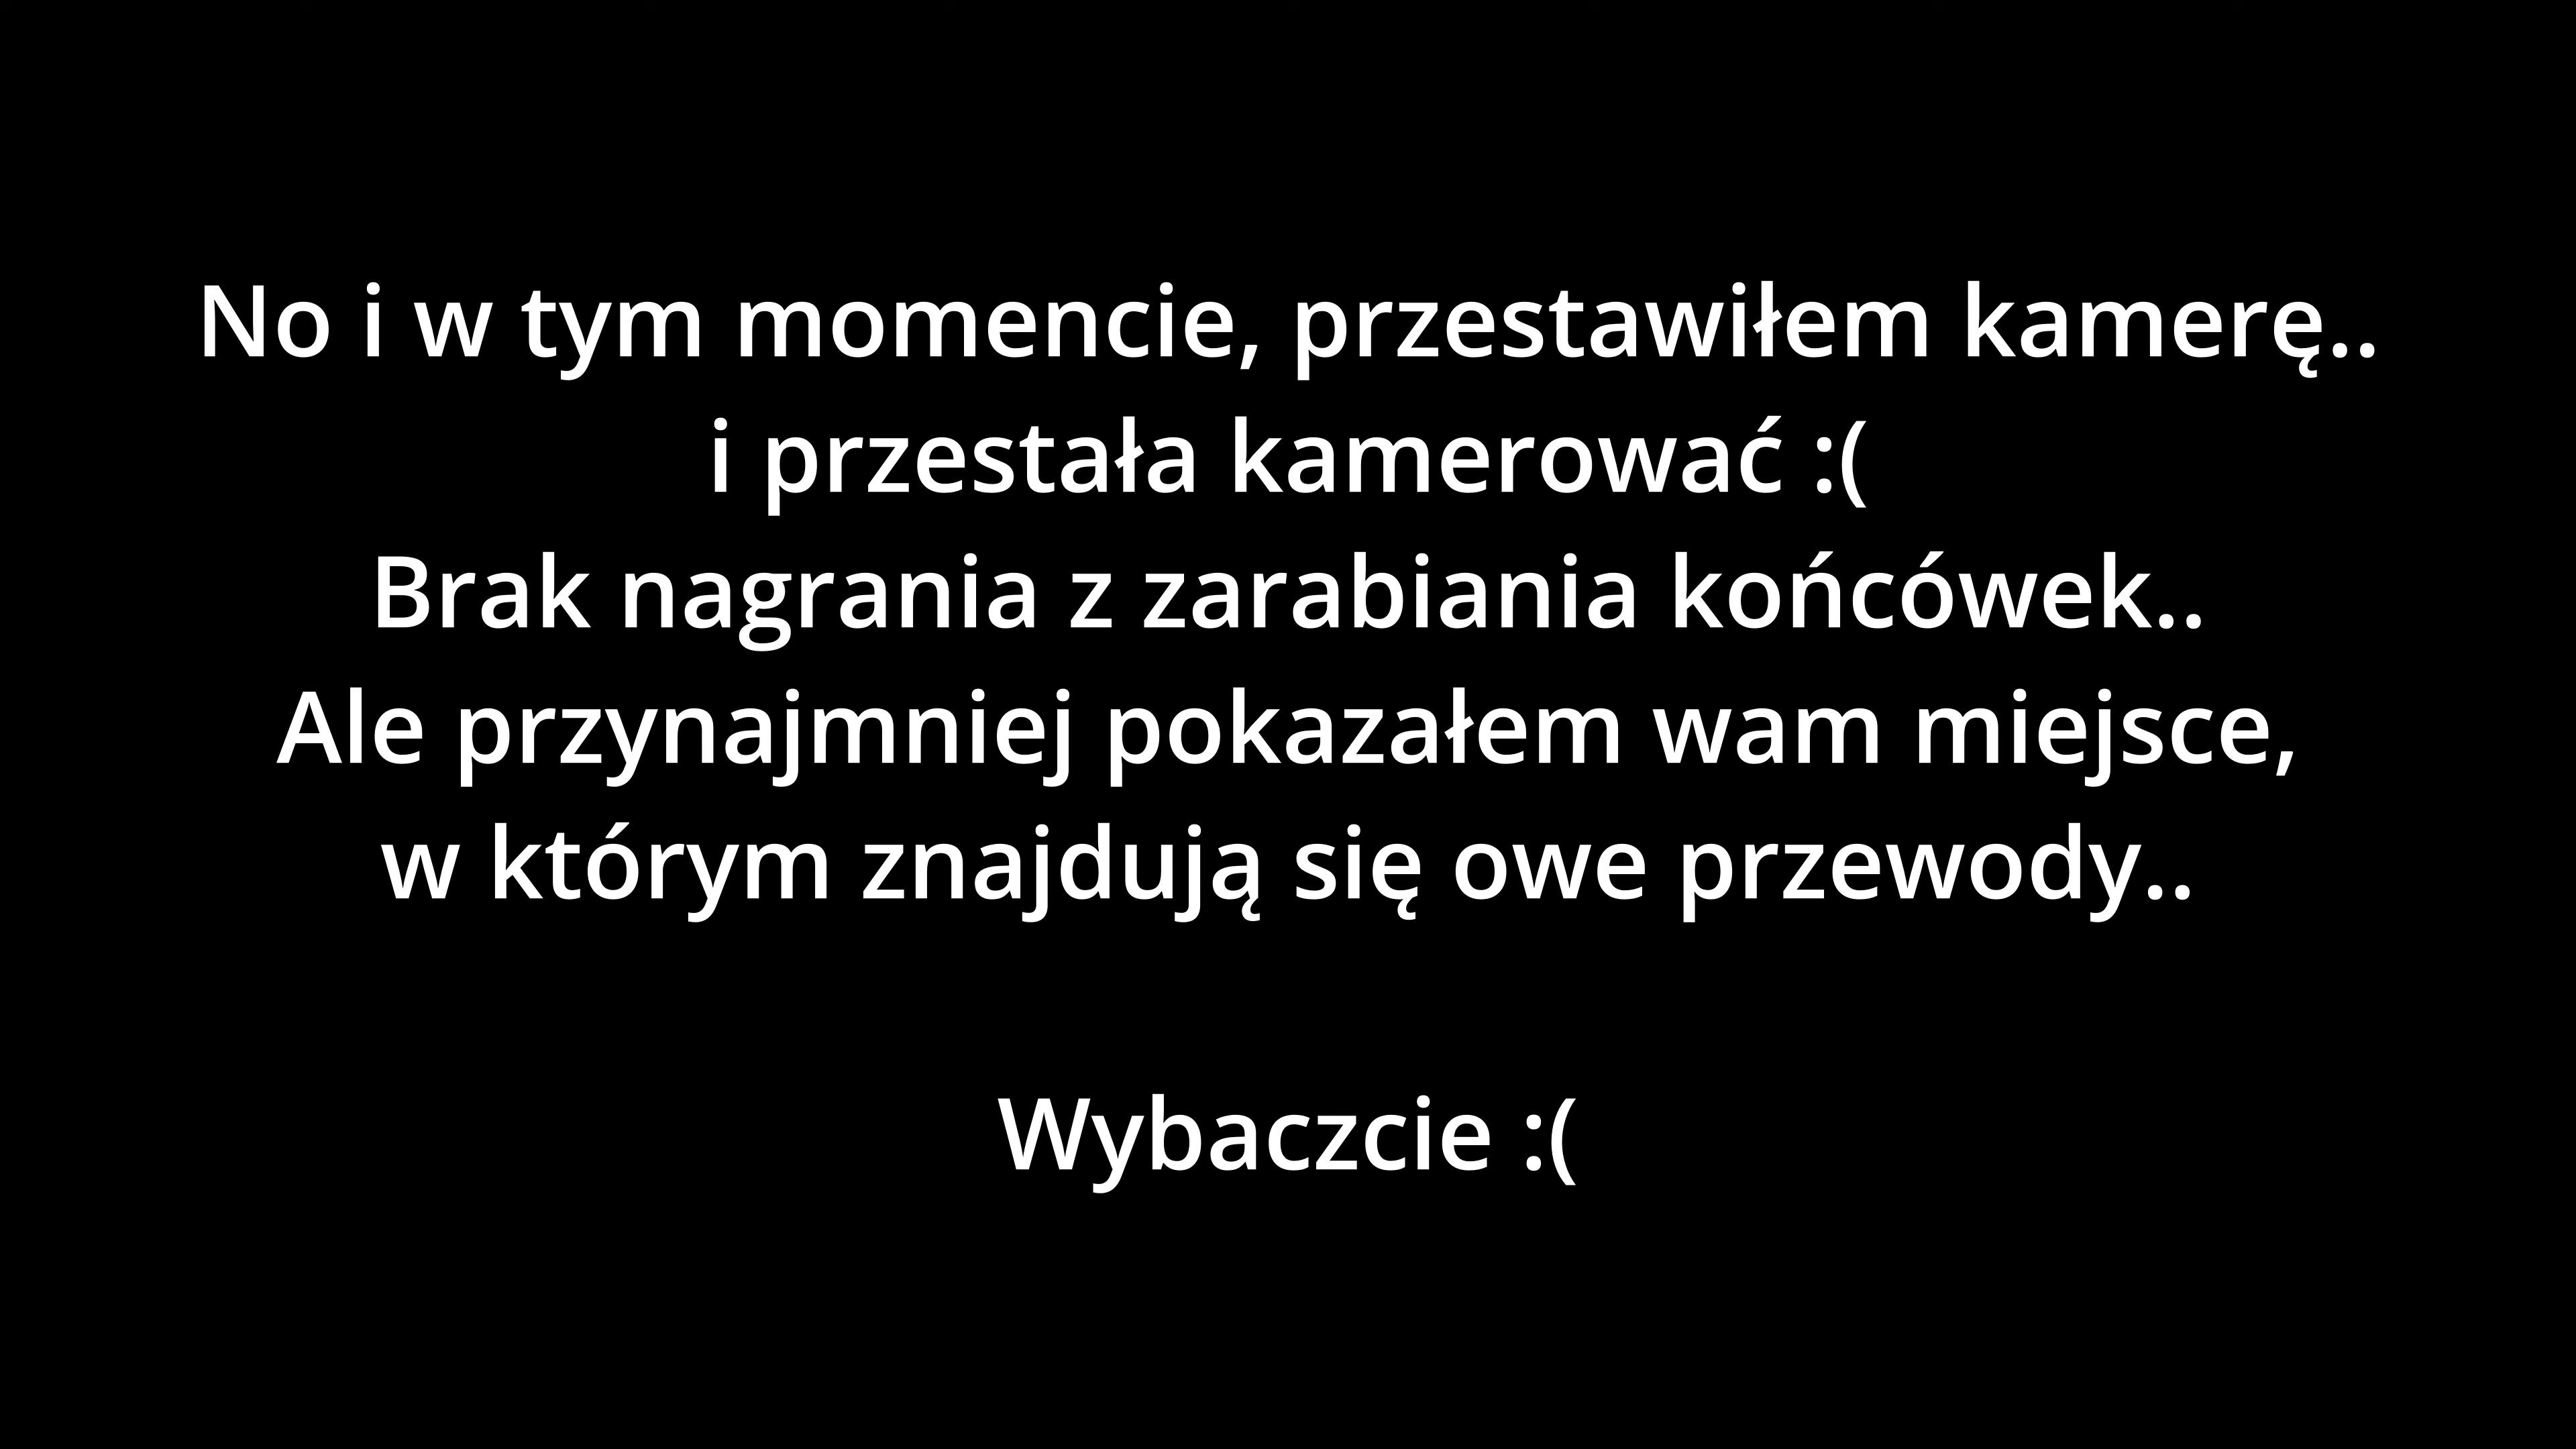 No i w tym momencie, przestawiłem kamerę..
i przestała kamerować :(
Brak nagrania z zarabiania końcówek..
Ale przynajmniej pokazałem wam miejsce,
w którym znajdują się owe przewody..
Wybaczcie :(